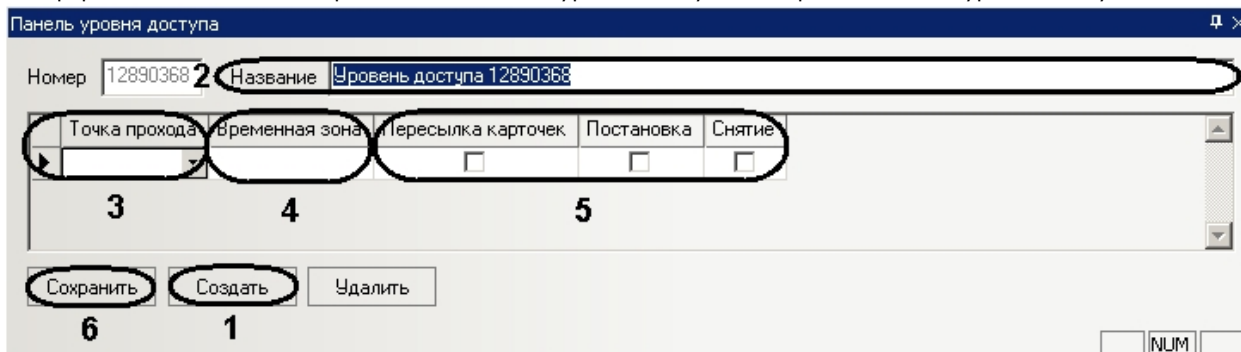 Панель уровня доступа
Номер 12890368 2 Название Уровень доступа 12890368
Точка прохода Временная зона Пересылка карточек Постановка Снятие
3 4 5
Сохранить Создать Удалить
6 1
NUM